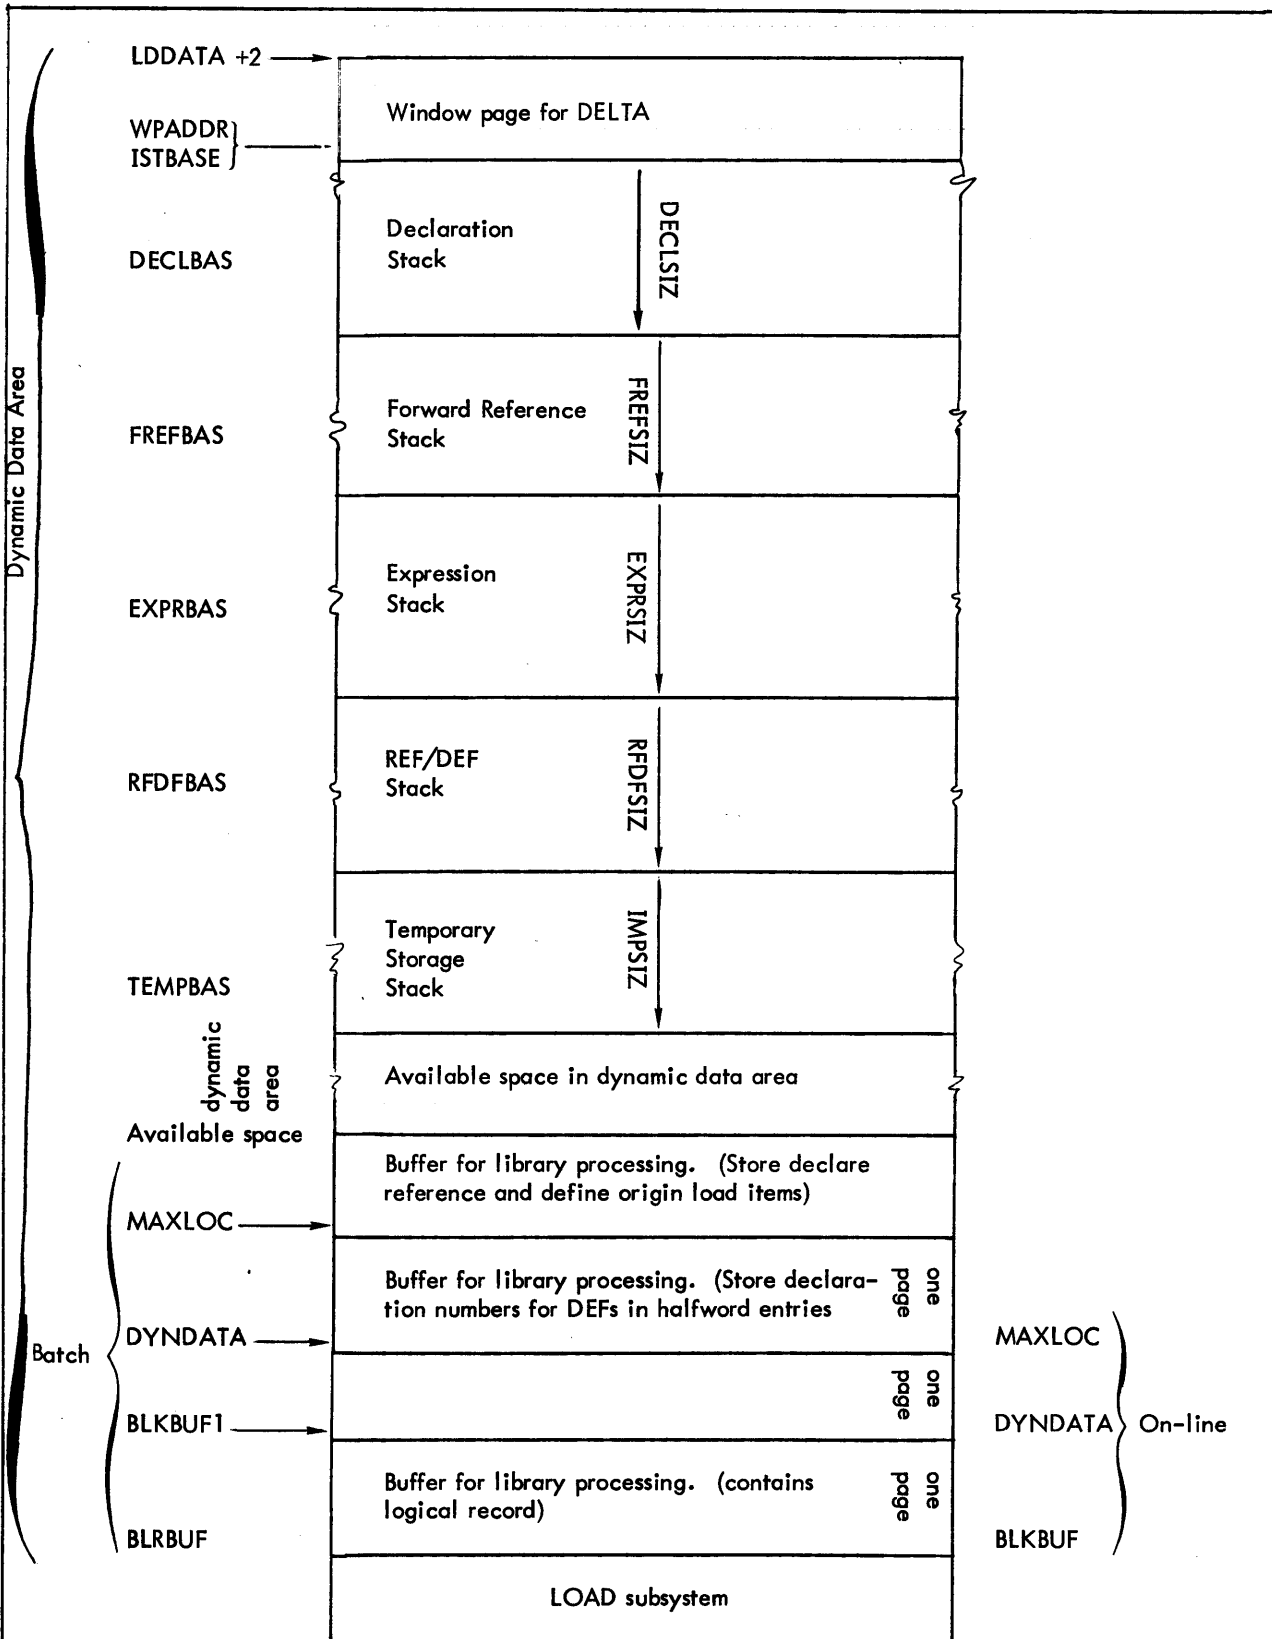 LDDATA +2
Window page for DELTA
WPADDR
ISTBASE
Declaration
Stack
DECLSIZ
DECLBAS
Dynamic Data Area
Forward Reference
Stack
FREFSIZ
FREFBAS
Expression
Stack
EXPRSIZ
EXPRBAS
REF/DEF
Stack
RFDFSIZ
RFDFBAS
Temporary
Storage
Stack
IMPSIZ
TEMPBAS
dynamic
data
area
Available space
Available space in dynamic data area
Buffer for library processing. (Store declare
reference and define origin load items)
MAXLOC
Buffer for library processing. (Store declara-
tion numbers for DEFs in halfword entries
one
page
DYNDATA
MAXLOC
Batch
one
page
BLKBUF1
DYNDATA
On-line
Buffer for library processing. (contains
logical record)
one
page
BLRBUF
BLKBUF
LOAD subsystem